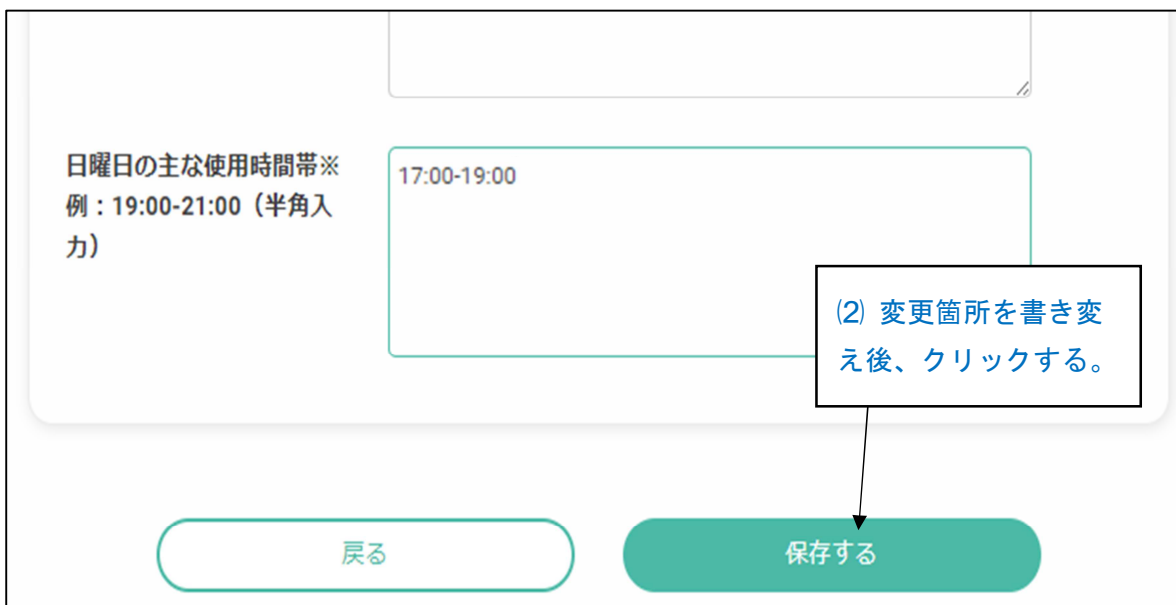 日曜日の主な使用時間帯※
例：19:00-21:00（半角入
力）
17:00-19:00
⑵ 変更箇所を書き変
え後、クリックする。
戻る
保存する